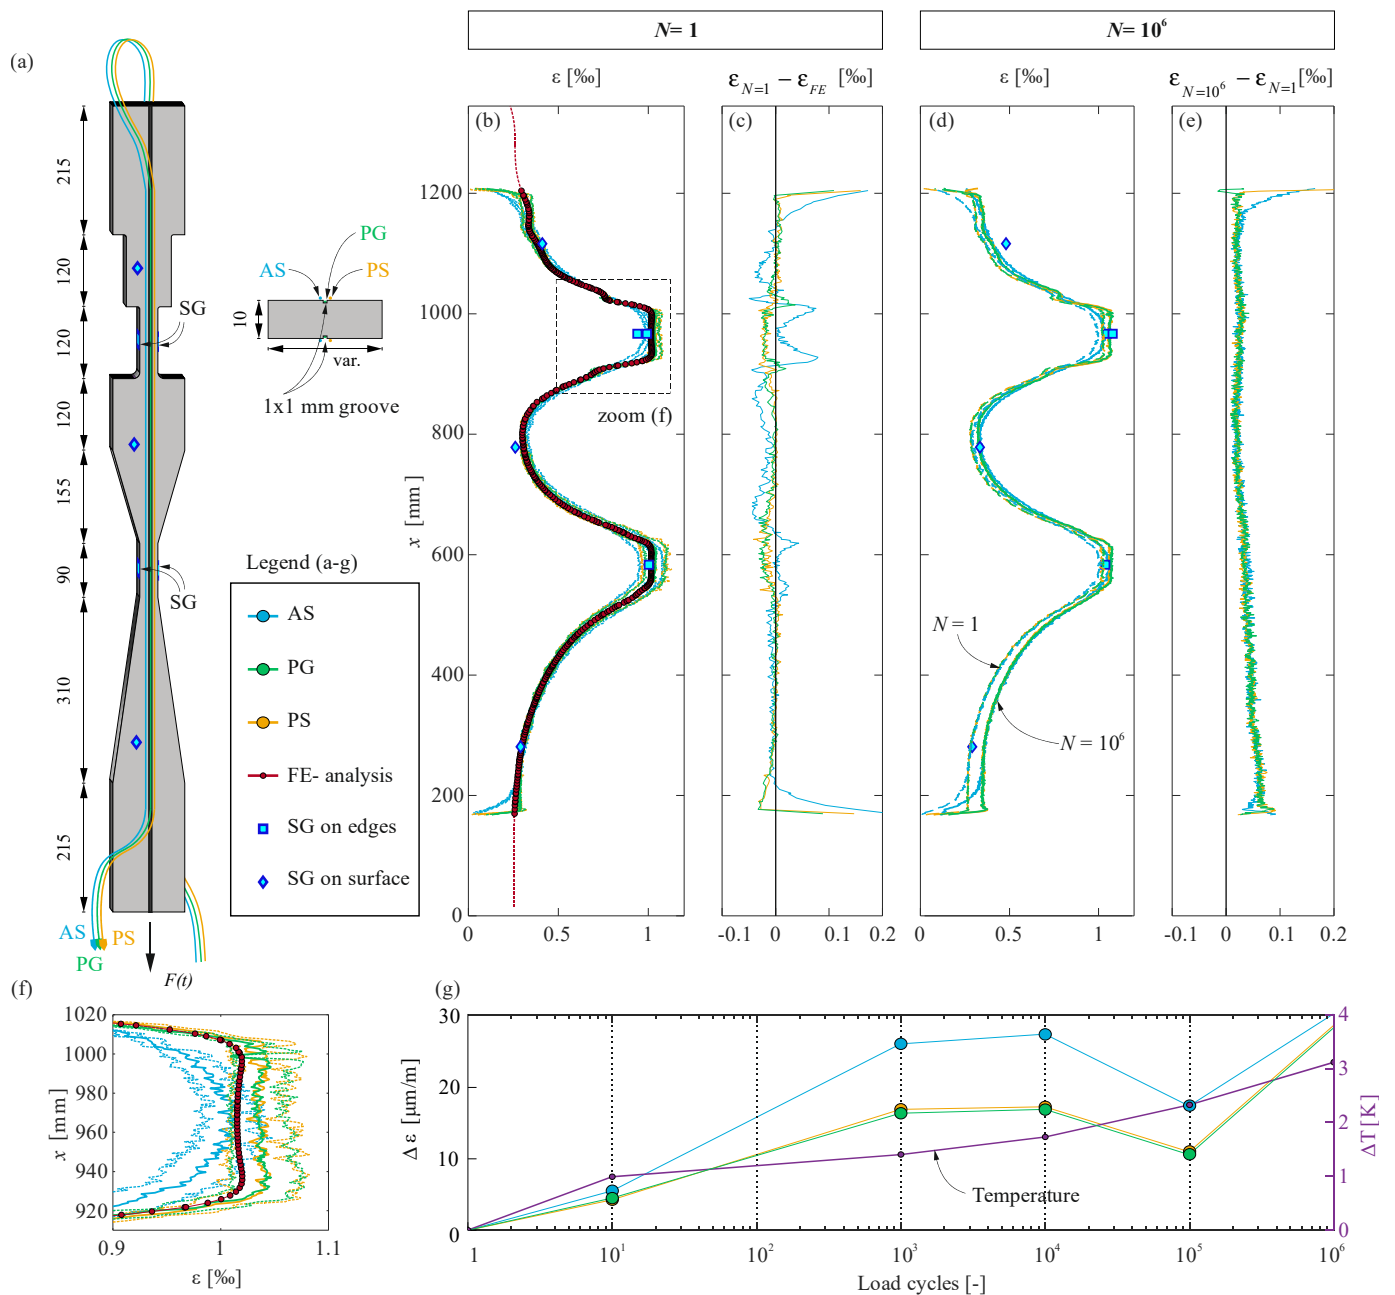 N= 1
N= 10⁶
(a)
215
120
120
120
155
90
310
215
SG
SG
AS
PS
PG
F(t)
PG
AS
PS
10
var.
1x1 mm groove
Legend (a-g)
AS
PG
PS
FE- analysis
SG on edges
SG on surface
ε [‰]
(b)
x [mm]
1200
1000
800
600
400
200
0
0
0.5
1
zoom (f)
ε_{N=1} − ε_{FE} [‰]
(c)
-0.1
0
0.1
0.2
ε [‰]
(d)
N = 1
N = 10⁶
0
0.5
1
ε_{N=10⁶} − ε_{N=1} [‰]
(e)
-0.1
0
0.1
0.2
(f)
x [mm]
1020
1000
980
960
940
920
0.9
1
1.1
ε [‰]
(g)
Δ ε [μm/m]
30
20
10
0
1
10¹
10²
10³
10⁴
10⁵
10⁶
Load cycles [-]
Temperature
4
3
2
1
0
ΔT [K]